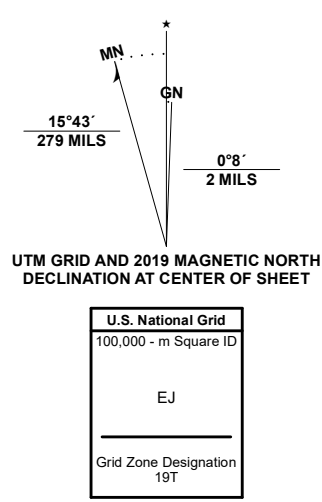 ★
MN
GN
15°43´
279 MILS
0°8´
2 MILS
UTM GRID AND 2019 MAGNETIC NORTH
DECLINATION AT CENTER OF SHEET
U.S. National Grid
100,000 - m Square ID
EJ
Grid Zone Designation
19T